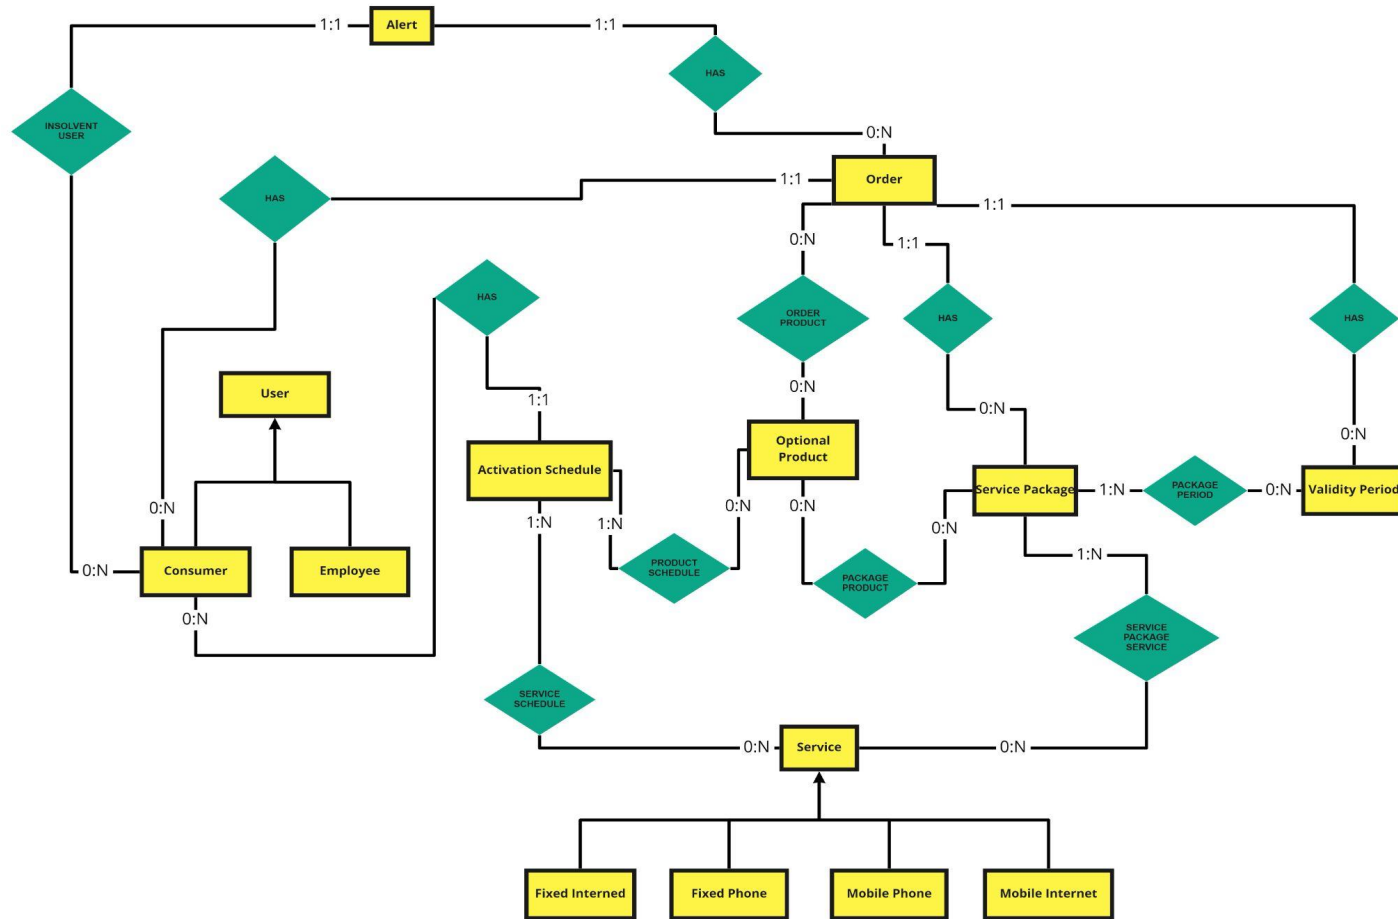 1:1
Alert
1:1
HAS
INSOLVENT
USER
0:N
HAS
1:1
Order
1:1
0:N
1:1
HAS
ORDER
PRODUCT
HAS
HAS
User
0:N
1:1
0:N
0:N
Activation Schedule
Optional
Product
Service Package
1:N
PACKAGE
PERIOD
0:N
Validity Period
0:N
1:N
1:N
0:N
0:N
0:N
1:N
0:N
Consumer
Employee
PRODUCT
SCHEDULE
PACKAGE
PRODUCT
0:N
SERVICE
PACKAGE
SERVICE
SERVICE
SCHEDULE
0:N
Service
0:N
Fixed Interned
Fixed Phone
Mobile Phone
Mobile Internet